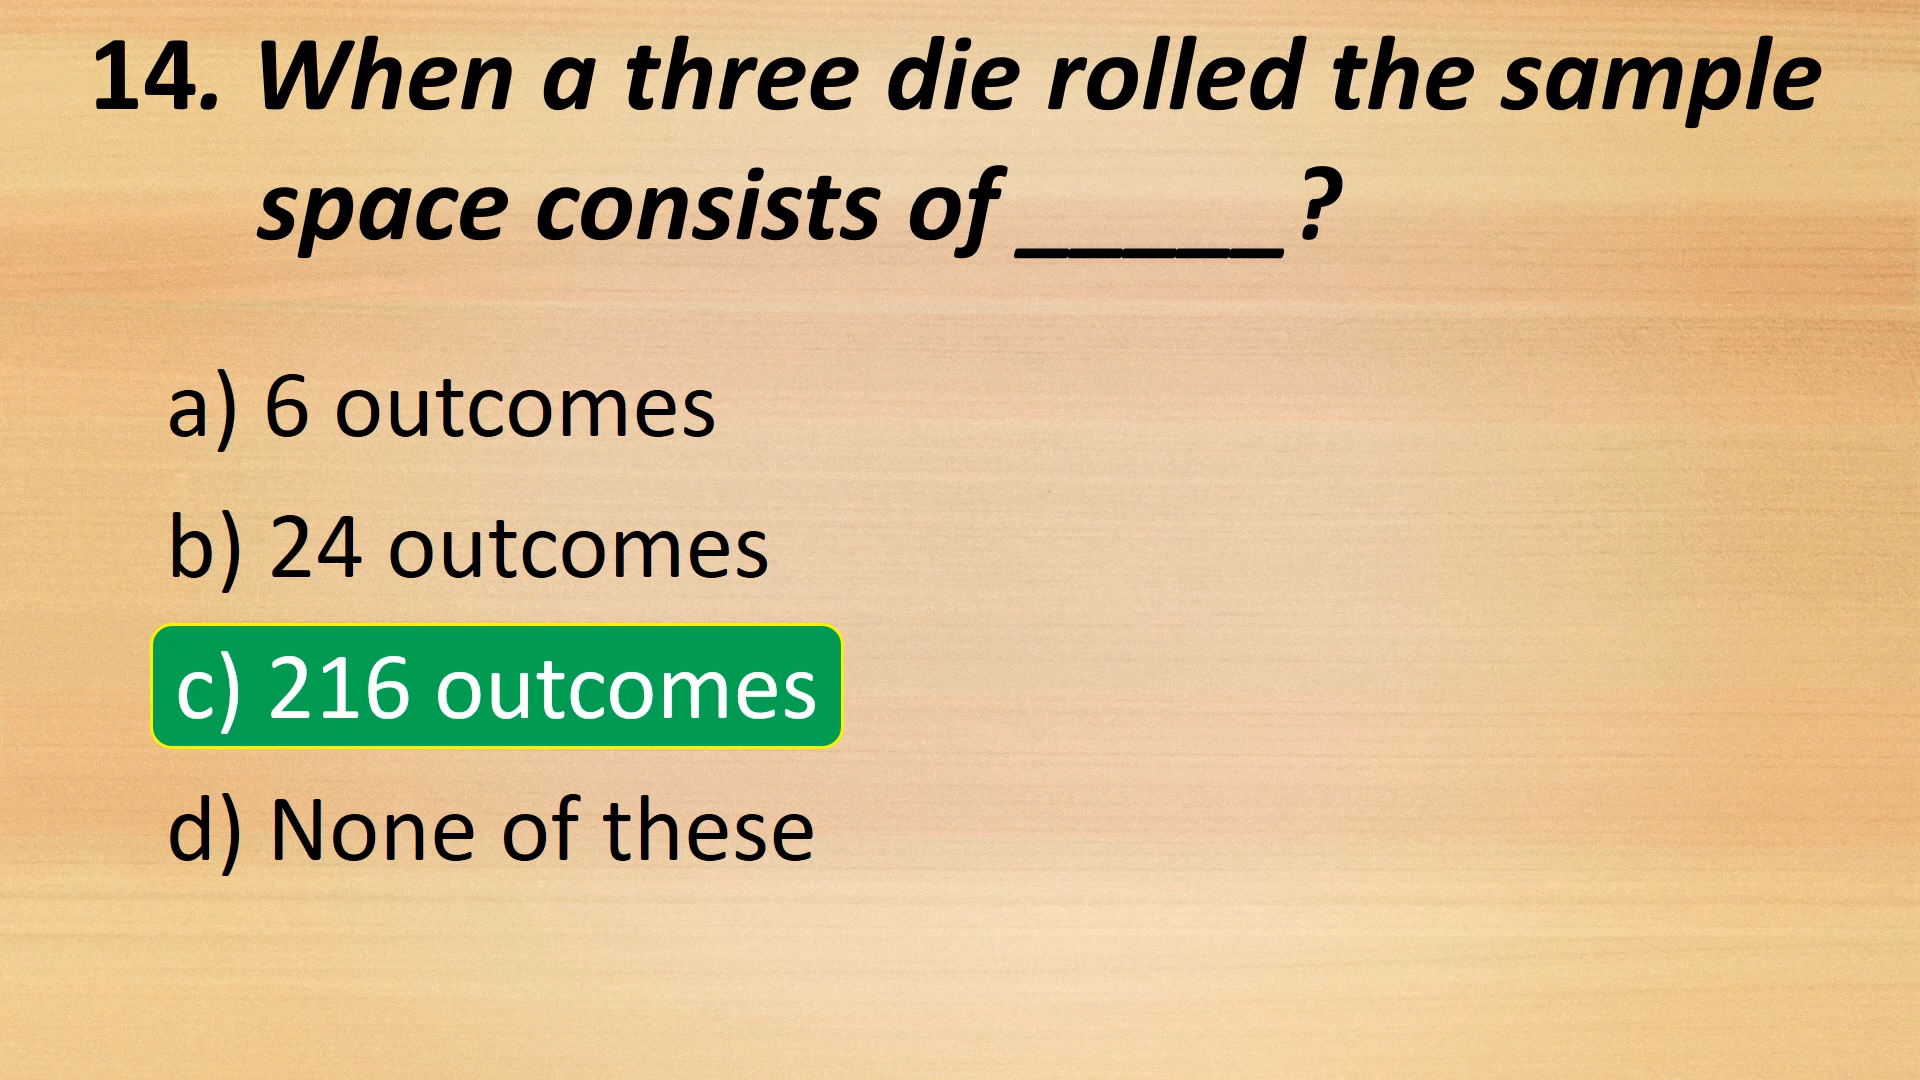 14. When a three die rolled the sample
space consists of _____?
a) 6 outcomes
b) 24 outcomes
c) 216 outcomes
d) None of these